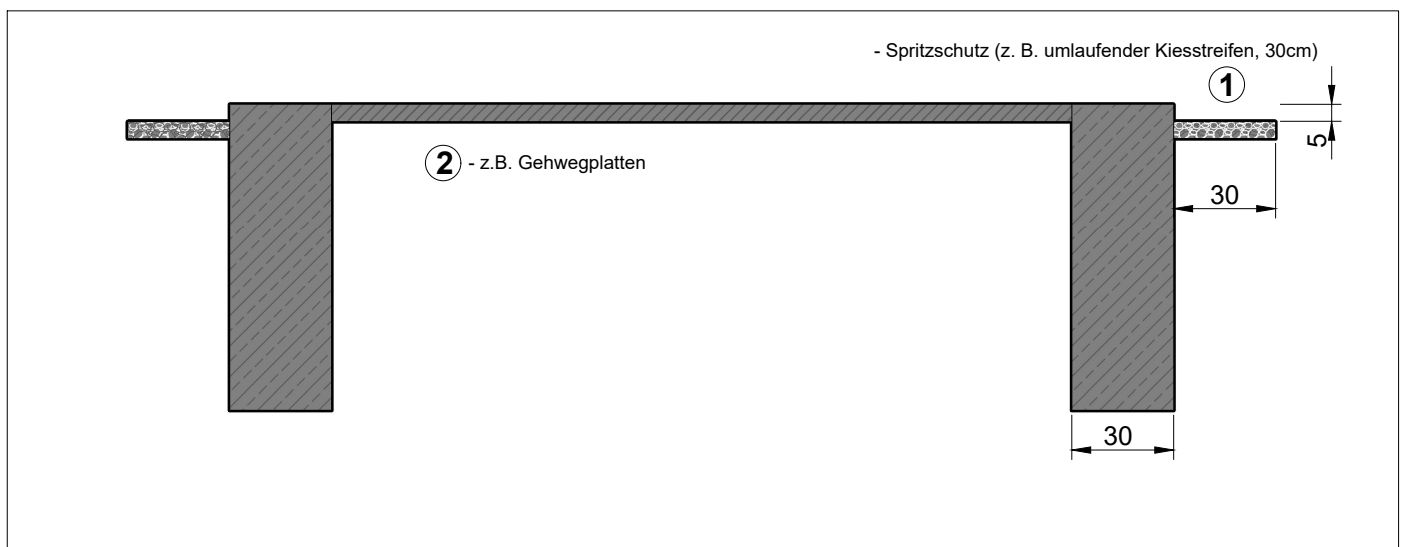 - Spritzschutz (z. B. umlaufender Kiesstreifen, 30cm)
1
5
2 - z.B. Gehwegplatten
30
30